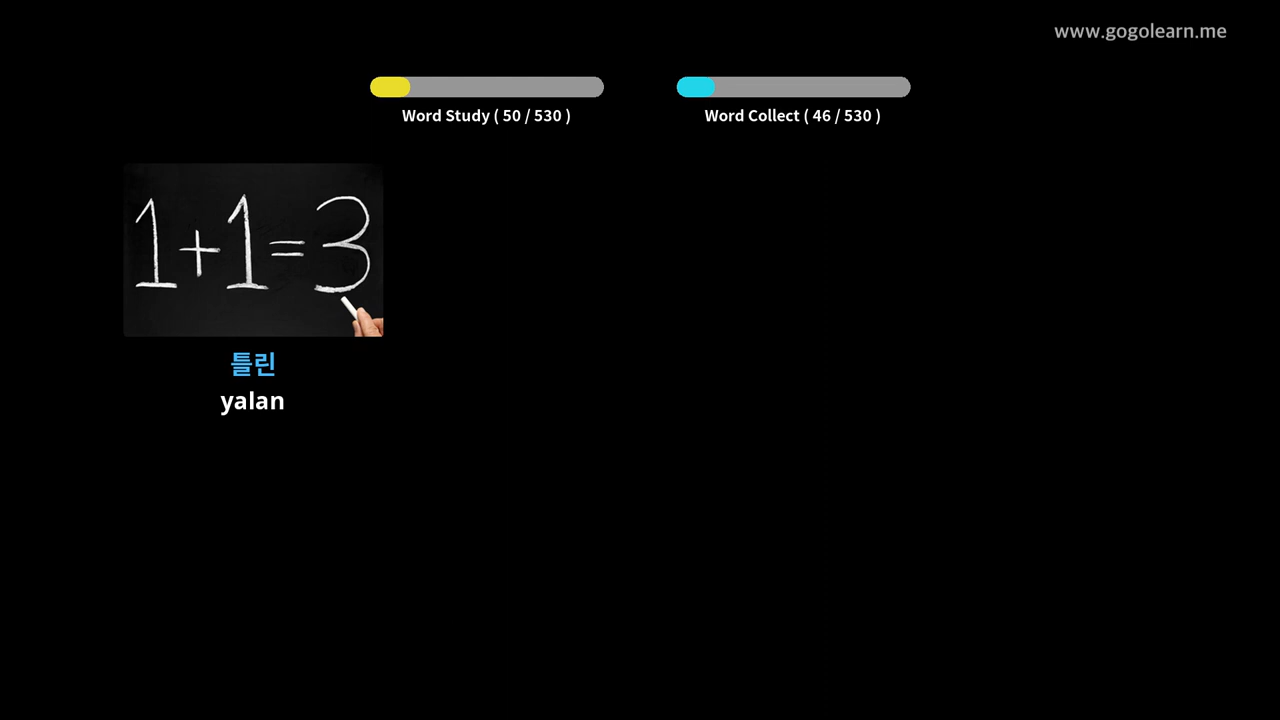 www.gogolearn.me
Word Study ( 50 / 530 )
Word Collect ( 46 / 530 )
1+1=3
틀린
yalan